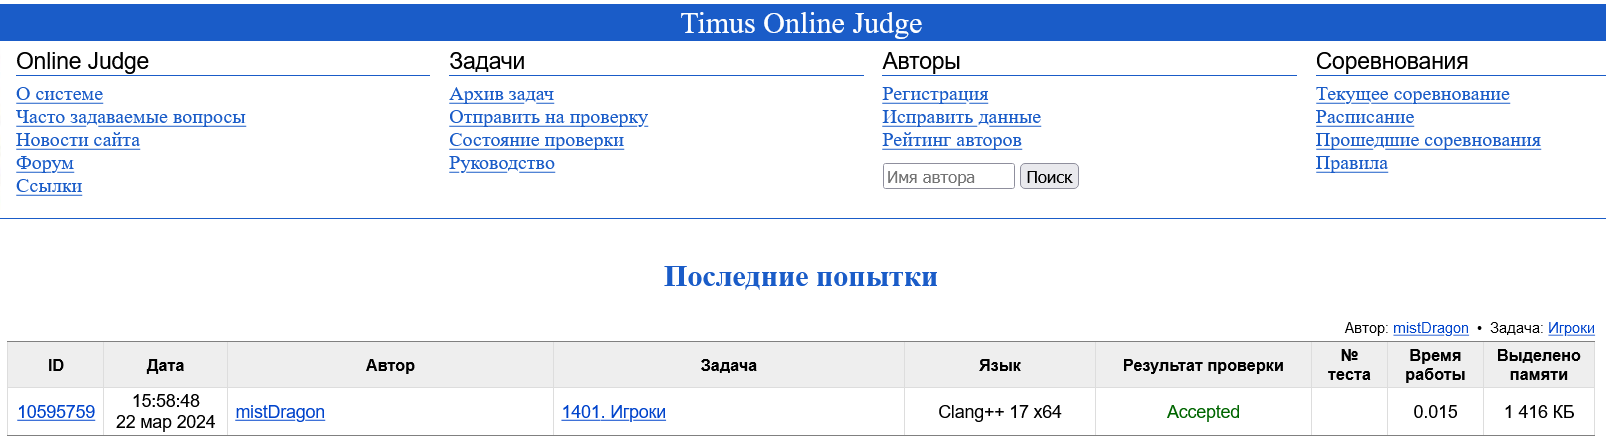 Timus Online Judge
Online Judge
О системе
Часто задаваемые вопросы
Новости сайта
Форум
Ссылки
Задачи
Архив задач
Отправить на проверку
Состояние проверки
Руководство
Авторы
Регистрация
Исправить данные
Рейтинг авторов
Имя автора Поиск
Соревнования
Текущее соревнование
Расписание
Прошедшие соревнования
Правила
Последние попытки
Автор: mistDragon • Задача: Игроки
ID Дата Автор Задача Язык Результат проверки № теста Время работы Выделено памяти
10595759 15:58:48 22 мар 2024 mistDragon 1401. Игроки Clang++ 17 x64 Accepted 0.015 1 416 КБ